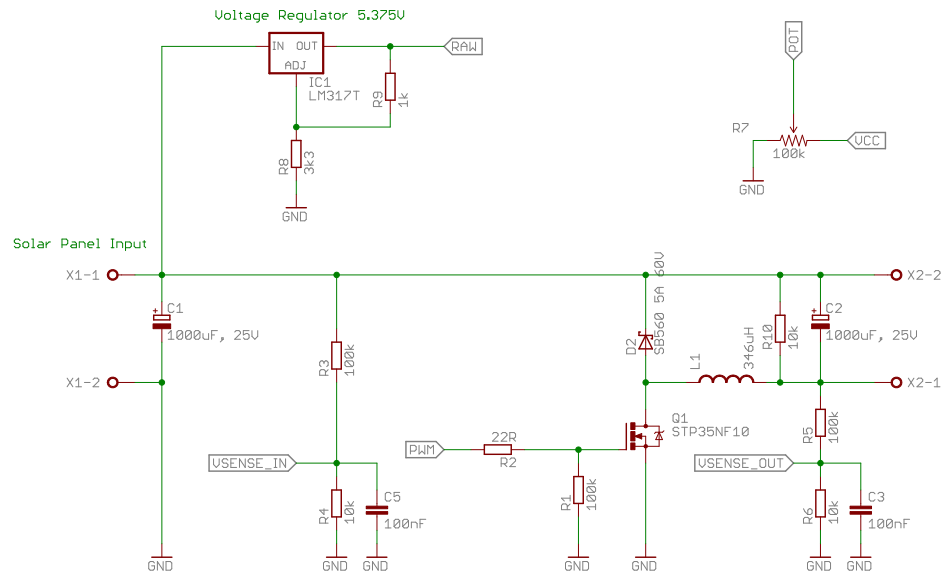 Voltage Regulator 5.375V
IN OUT
ADJ
IC1
LM317T
RAW
R9
1k
R8
3k3
GND
POT
R7
100k
VCC
GND
Solar Panel Input
X1-1
X2-2
C1
1000uF, 25V
R3
100k
D2
SB560 5A 60V
L1
346uH
R10
10k
C2
1000uF, 25V
X1-2
X2-1
Q1
STP35NF10
PWM
22R
R2
R1
100k
R5
100k
VSENSE_IN
VSENSE_OUT
R4
10k
C5
100nF
R6
10k
C3
100nF
GND
GND
GND
GND
GND
GND
GND